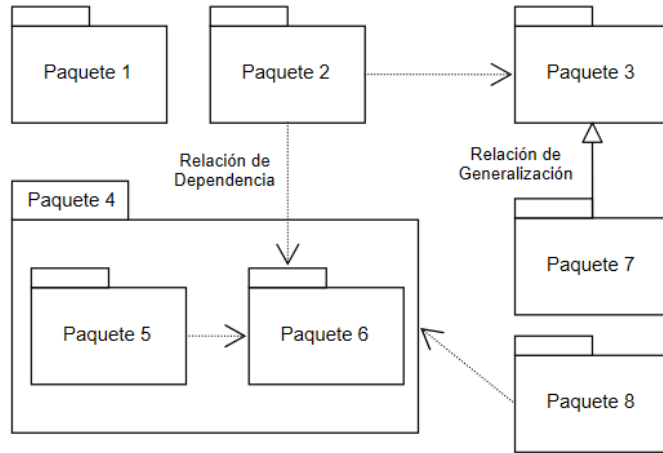 Paquete 1
Paquete 2
Paquete 3
Relación de
Dependencia
Relación de
Generalización
Paquete 4
Paquete 7
Paquete 5
Paquete 6
Paquete 8